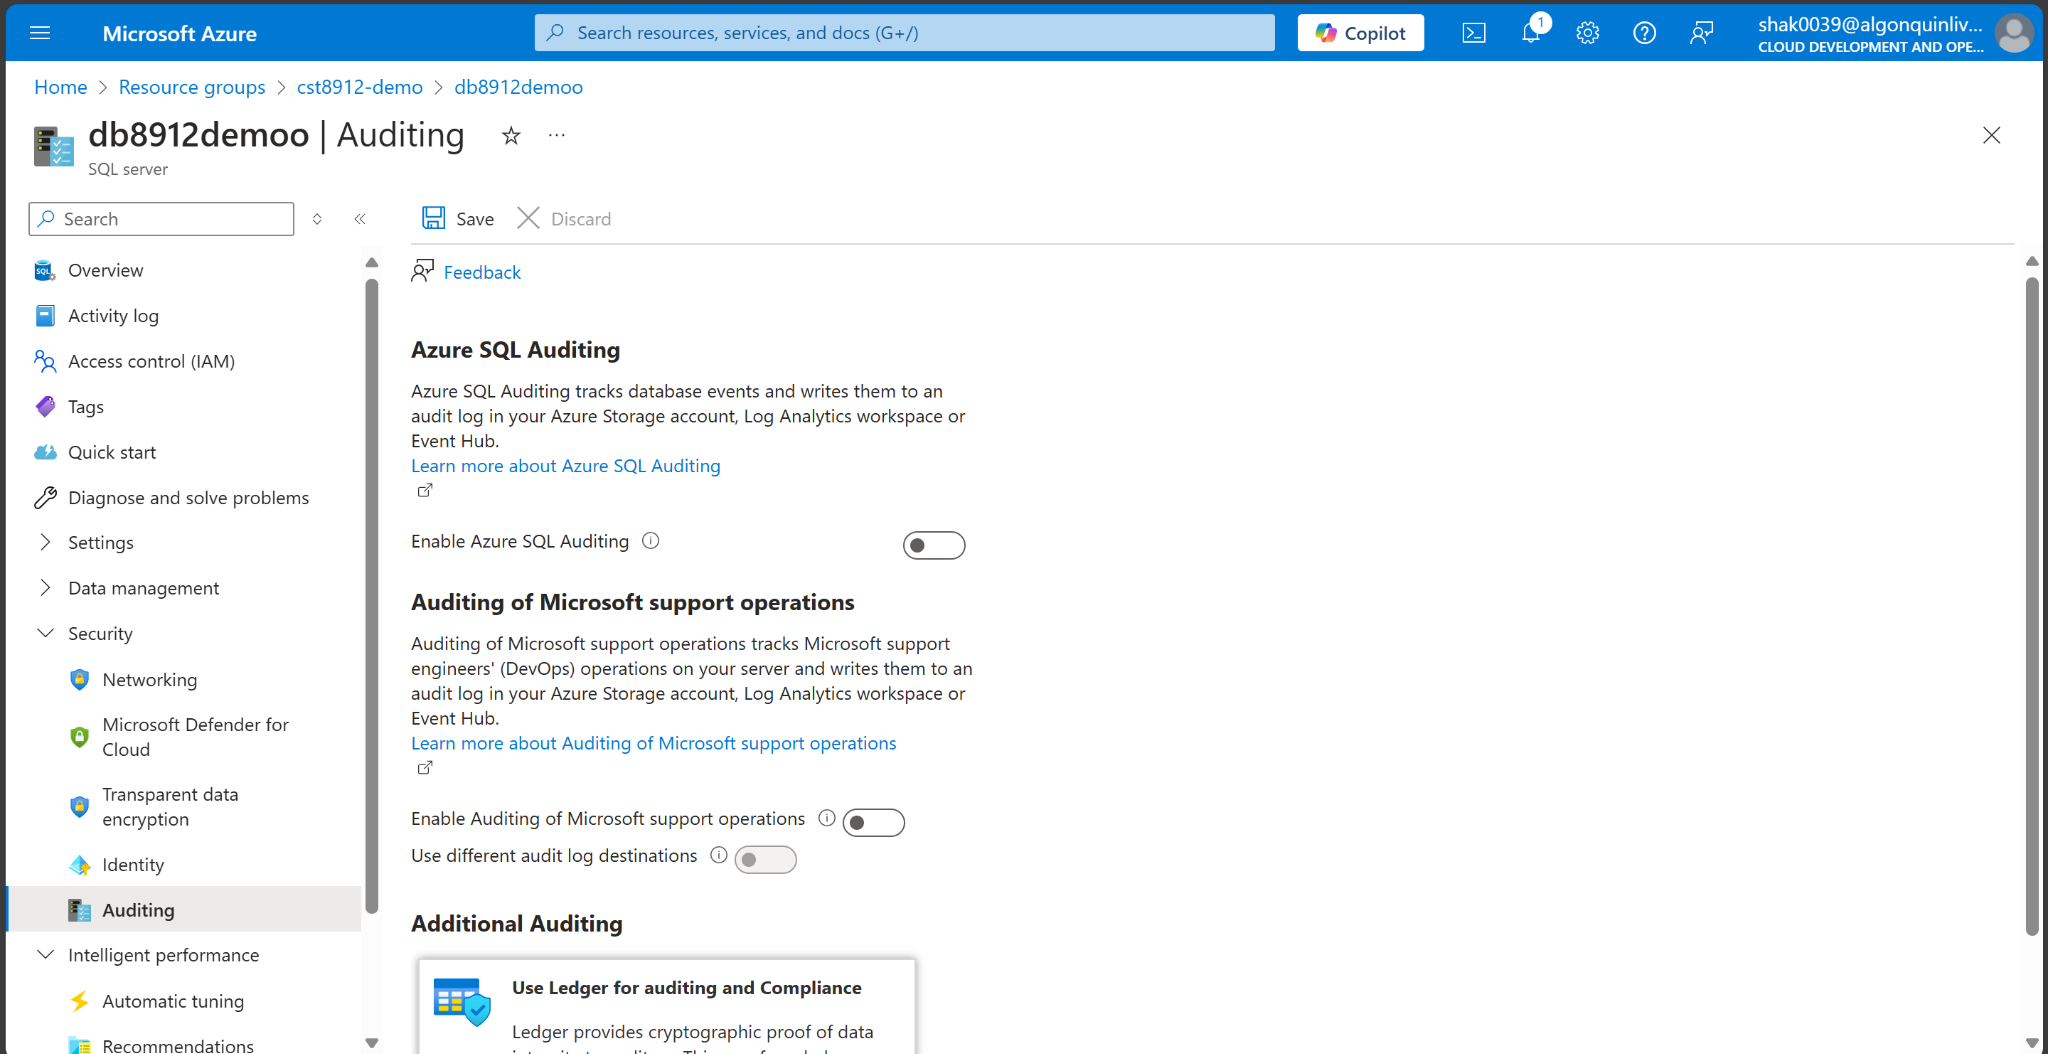 Microsoft Azure
Search resources, services, and docs (G+/)
Copilot
1
shak0039@algonquinliv...
CLOUD DEVELOPMENT AND OPE...
Home > Resource groups > cst8912-demo > db8912demoo
db8912demoo | Auditing
SQL server
Search
Save
Discard
Feedback
Overview
Activity log
Access control (IAM)
Tags
Quick start
Diagnose and solve problems
Settings
Data management
Security
Networking
Microsoft Defender for
Cloud
Transparent data
encryption
Identity
Auditing
Intelligent performance
Automatic tuning
Recommendations
Azure SQL Auditing
Azure SQL Auditing tracks database events and writes them to an
audit log in your Azure Storage account, Log Analytics workspace or
Event Hub.
Learn more about Azure SQL Auditing
Enable Azure SQL Auditing
Auditing of Microsoft support operations
Auditing of Microsoft support operations tracks Microsoft support
engineers' (DevOps) operations on your server and writes them to an
audit log in your Azure Storage account, Log Analytics workspace or
Event Hub.
Learn more about Auditing of Microsoft support operations
Enable Auditing of Microsoft support operations
Use different audit log destinations
Additional Auditing
Use Ledger for auditing and Compliance
Ledger provides cryptographic proof of data